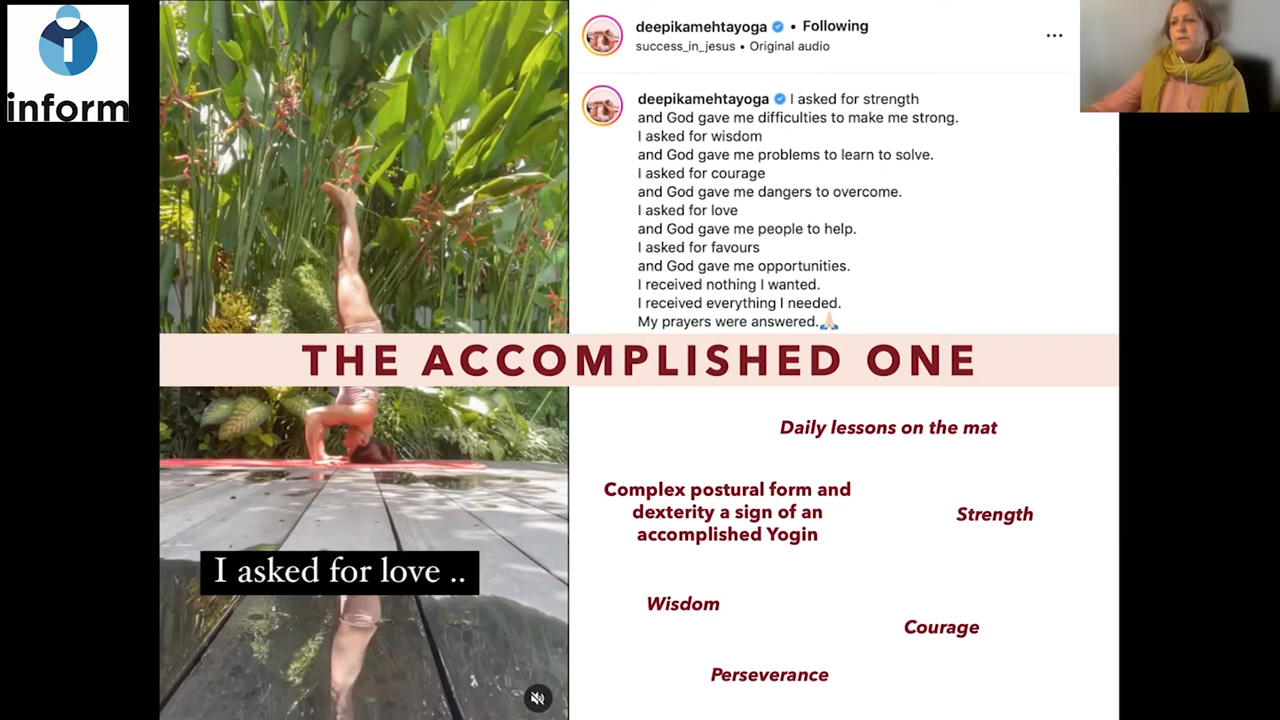 inform
deepikamehtayoga • Following
success_in_jesus • Original audio
deepikamehtayoga I asked for strength
and God gave me difficulties to make me strong.
I asked for wisdom
and God gave me problems to learn to solve.
I asked for courage
and God gave me dangers to overcome.
I asked for love
and God gave me people to help.
I asked for favours
and God gave me opportunities.
I received nothing I wanted.
I received everything I needed.
My prayers were answered.🙏🏻
THE ACCOMPLISHED ONE
Daily lessons on the mat
Complex postural form and
dexterity a sign of an
accomplished Yogin
Strength
I asked for love ..
Wisdom
Courage
Perseverance